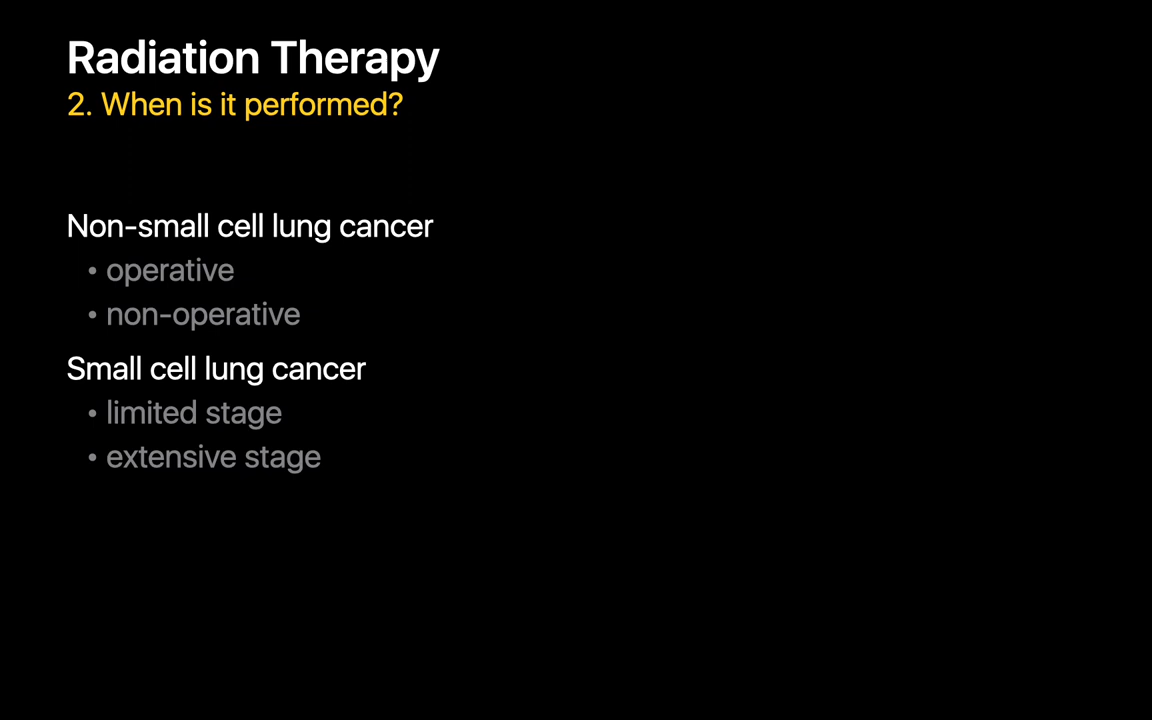 Radiation Therapy
2. When is it performed?
Non-small cell lung cancer
• operative
• non-operative
Small cell lung cancer
• limited stage
• extensive stage